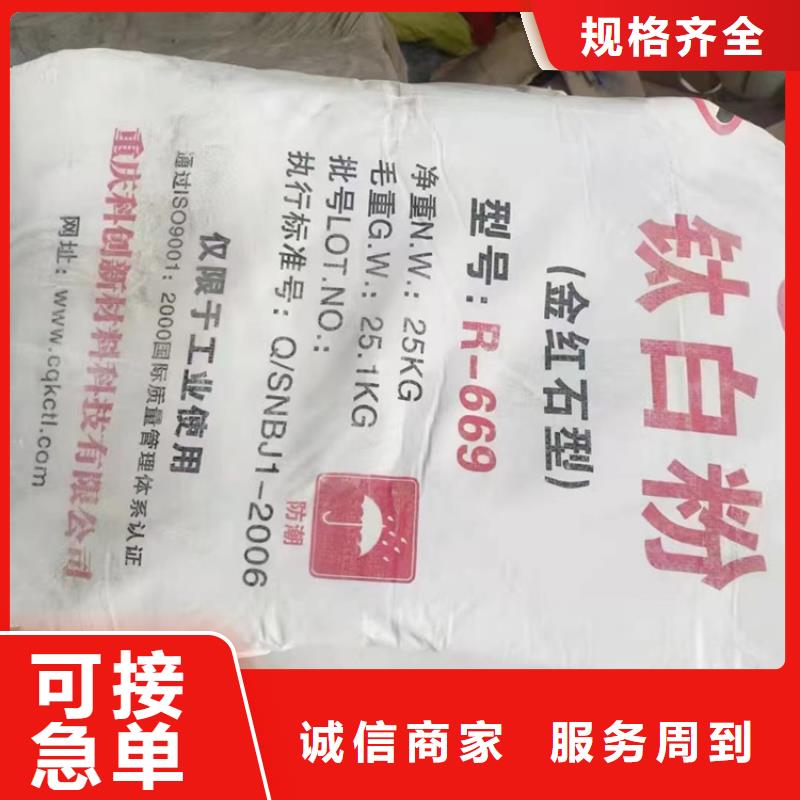 规格齐全
钛白粉
(金红石型)
型号：R-669
净重N.W.：25KG
毛重G.W.：25.1KG
批号LOT.NO.：
执行标准号：Q/SNBJ1-2006
防潮
仅限于工业使用
通过ISO9001：2000国际质量管理体系认证
重庆科创新材料科技有限公司
网址：www.cqkctl.com
可接
急单
诚信商家 服务周到